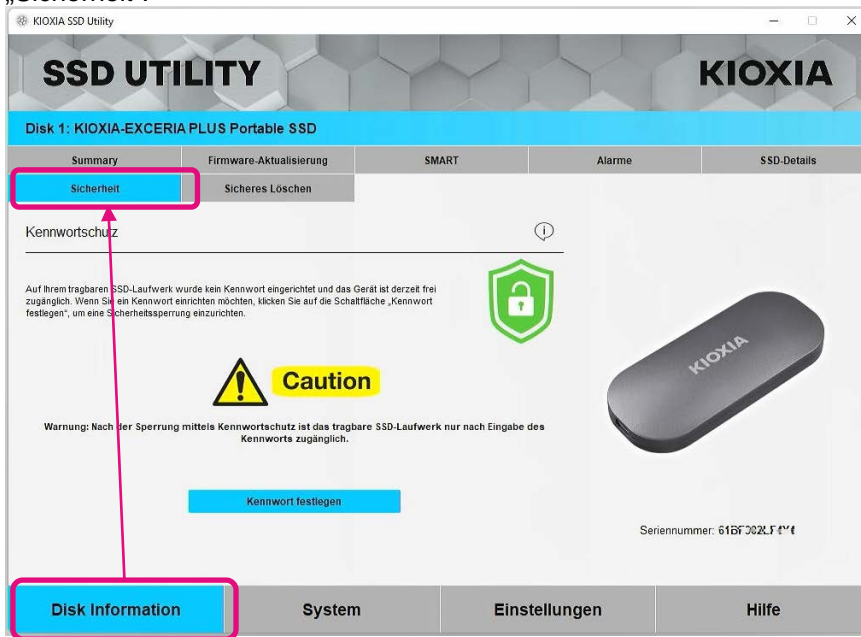 „Sicherheit“.
KIOXIA SSD Utility
SSD UTILITY
KIOXIA
Disk 1: KIOXIA-EXCERIA PLUS Portable SSD
Summary Firmware-Aktualisierung SMART Alarme SSD-Details
Sicherheit Sicheres Löschen
Kennwortschutz
Auf Ihrem tragbaren SSD-Laufwerk wurde kein Kennwort eingerichtet und das Gerät ist derzeit frei
zugänglich. Wenn Sie ein Kennwort einrichten möchten, klicken Sie auf die Schaltfläche „Kennwort
festlegen“, um eine Sicherheitssperrung einzurichten.
KIOXIA
Caution
Warnung: Nach der Sperrung mittels Kennwortschutz ist das tragbare SSD-Laufwerk nur nach Eingabe des
Kennworts zugänglich.
Kennwort festlegen
Seriennummer:
Disk Information System Einstellungen Hilfe